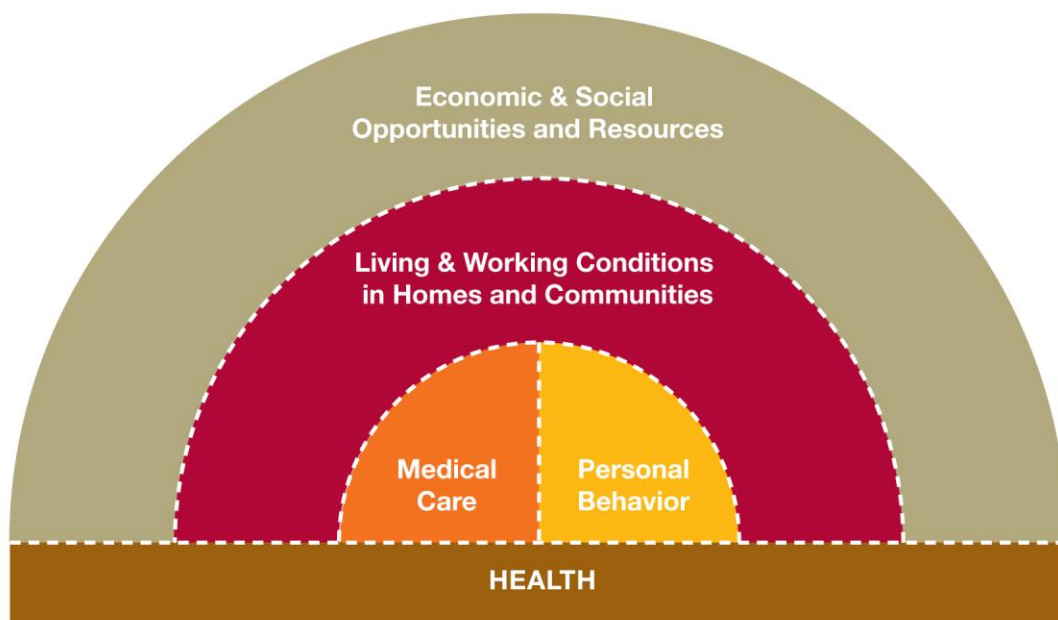 Economic & Social
Opportunities and Resources
Living & Working Conditions
in Homes and Communities
Medical
Care
Personal
Behavior
HEALTH